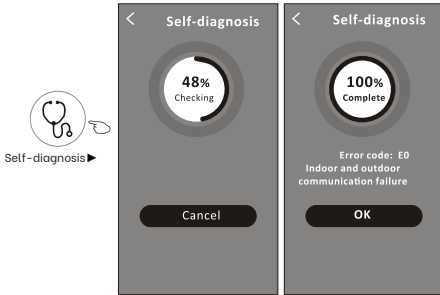 Self-diagnosis ▶
< Self-diagnosis
48%
Checking
Cancel
< Self-diagnosis
100%
Complete
Error code: E0
Indoor and outdoor
communication failure
OK